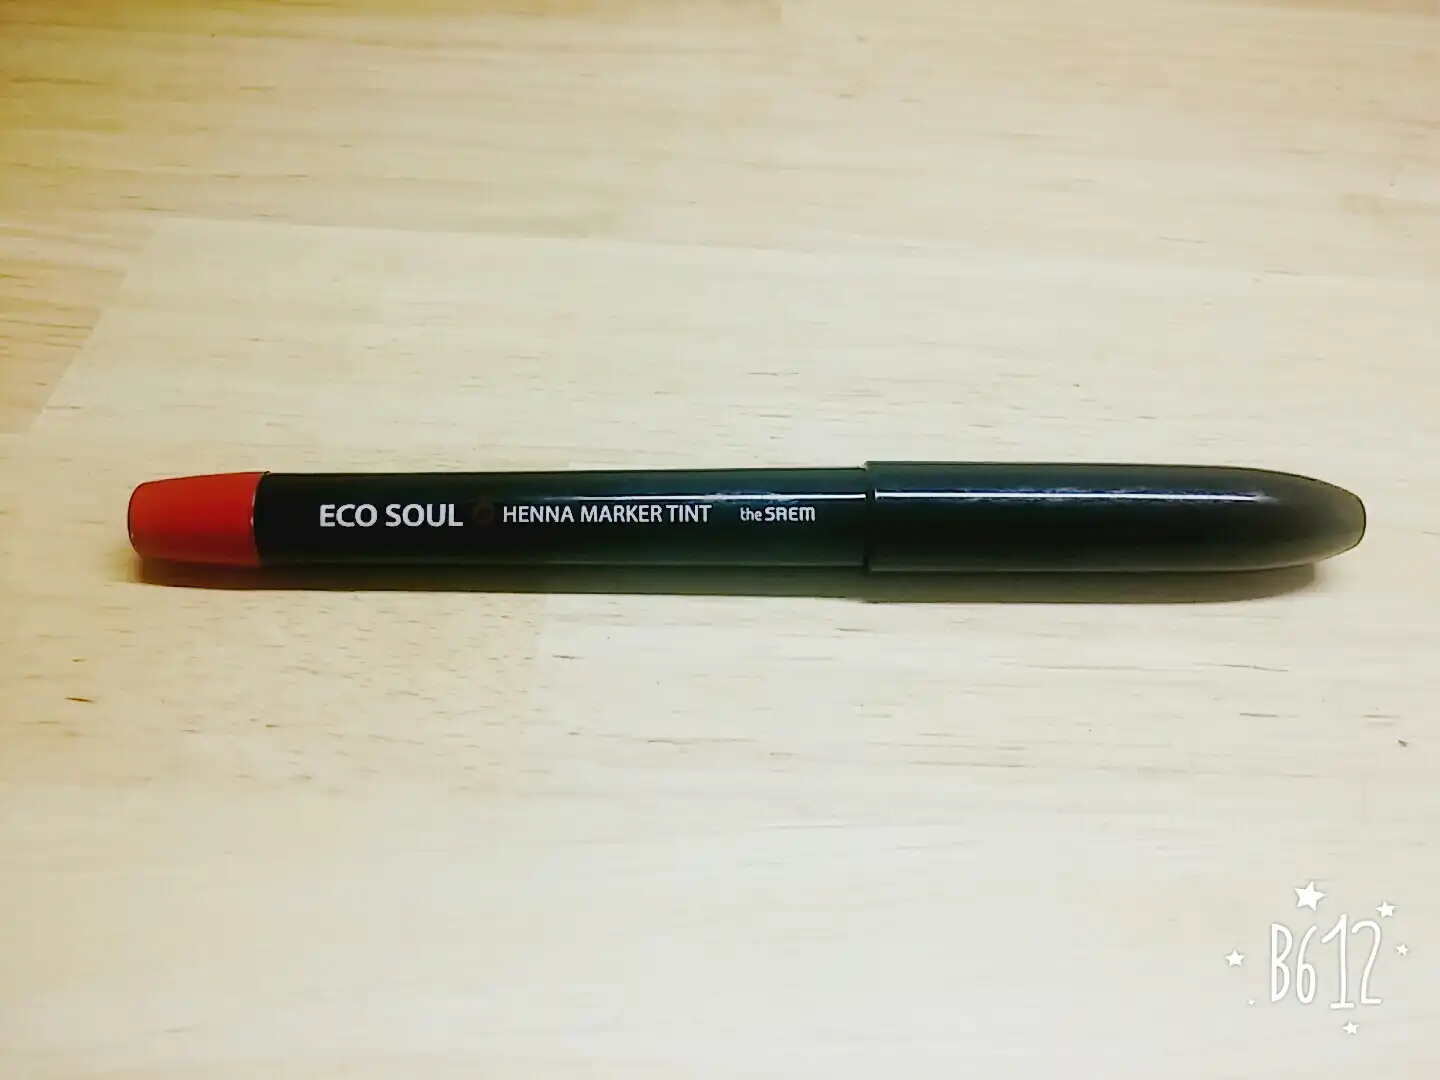 ECO SOUL HENNA MARKER TINT the SAEM
B612